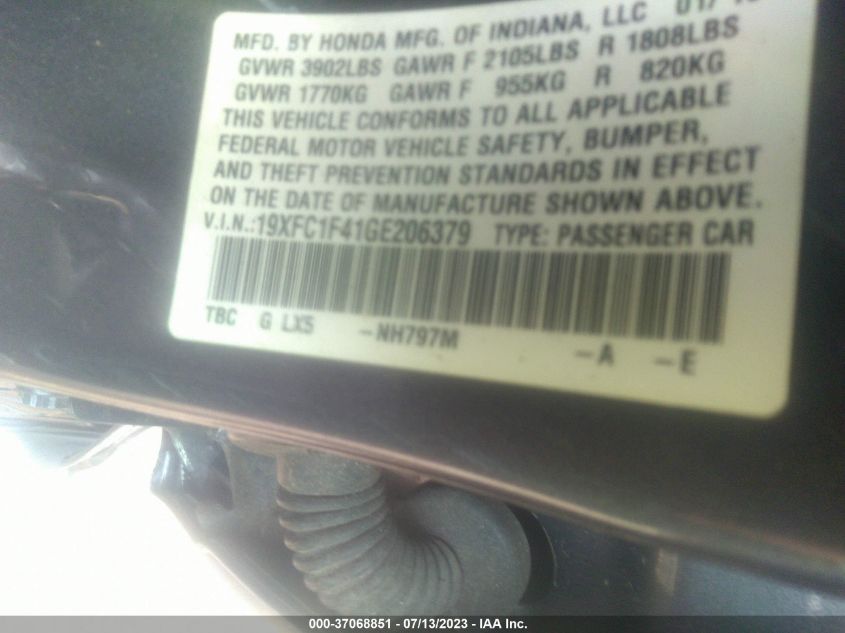 MFD. BY HONDA MFG. OF INDIANA, LLC
GVWR 3902LBS GAWR F 2105LBS R 1808LBS
GVWR 1770KG GAWR F 955KG R 820KG
THIS VEHICLE CONFORMS TO ALL APPLICABLE
FEDERAL MOTOR VEHICLE SAFETY, BUMPER,
AND THEFT PREVENTION STANDARDS IN EFFECT
ON THE DATE OF MANUFACTURE SHOWN ABOVE.
V.I.N.:19XFC1F41GE206379 TYPE: PASSENGER CAR
TBC G LX5 -NH797M -A -E
000-37068851 - 07/13/2023 - IAA Inc.